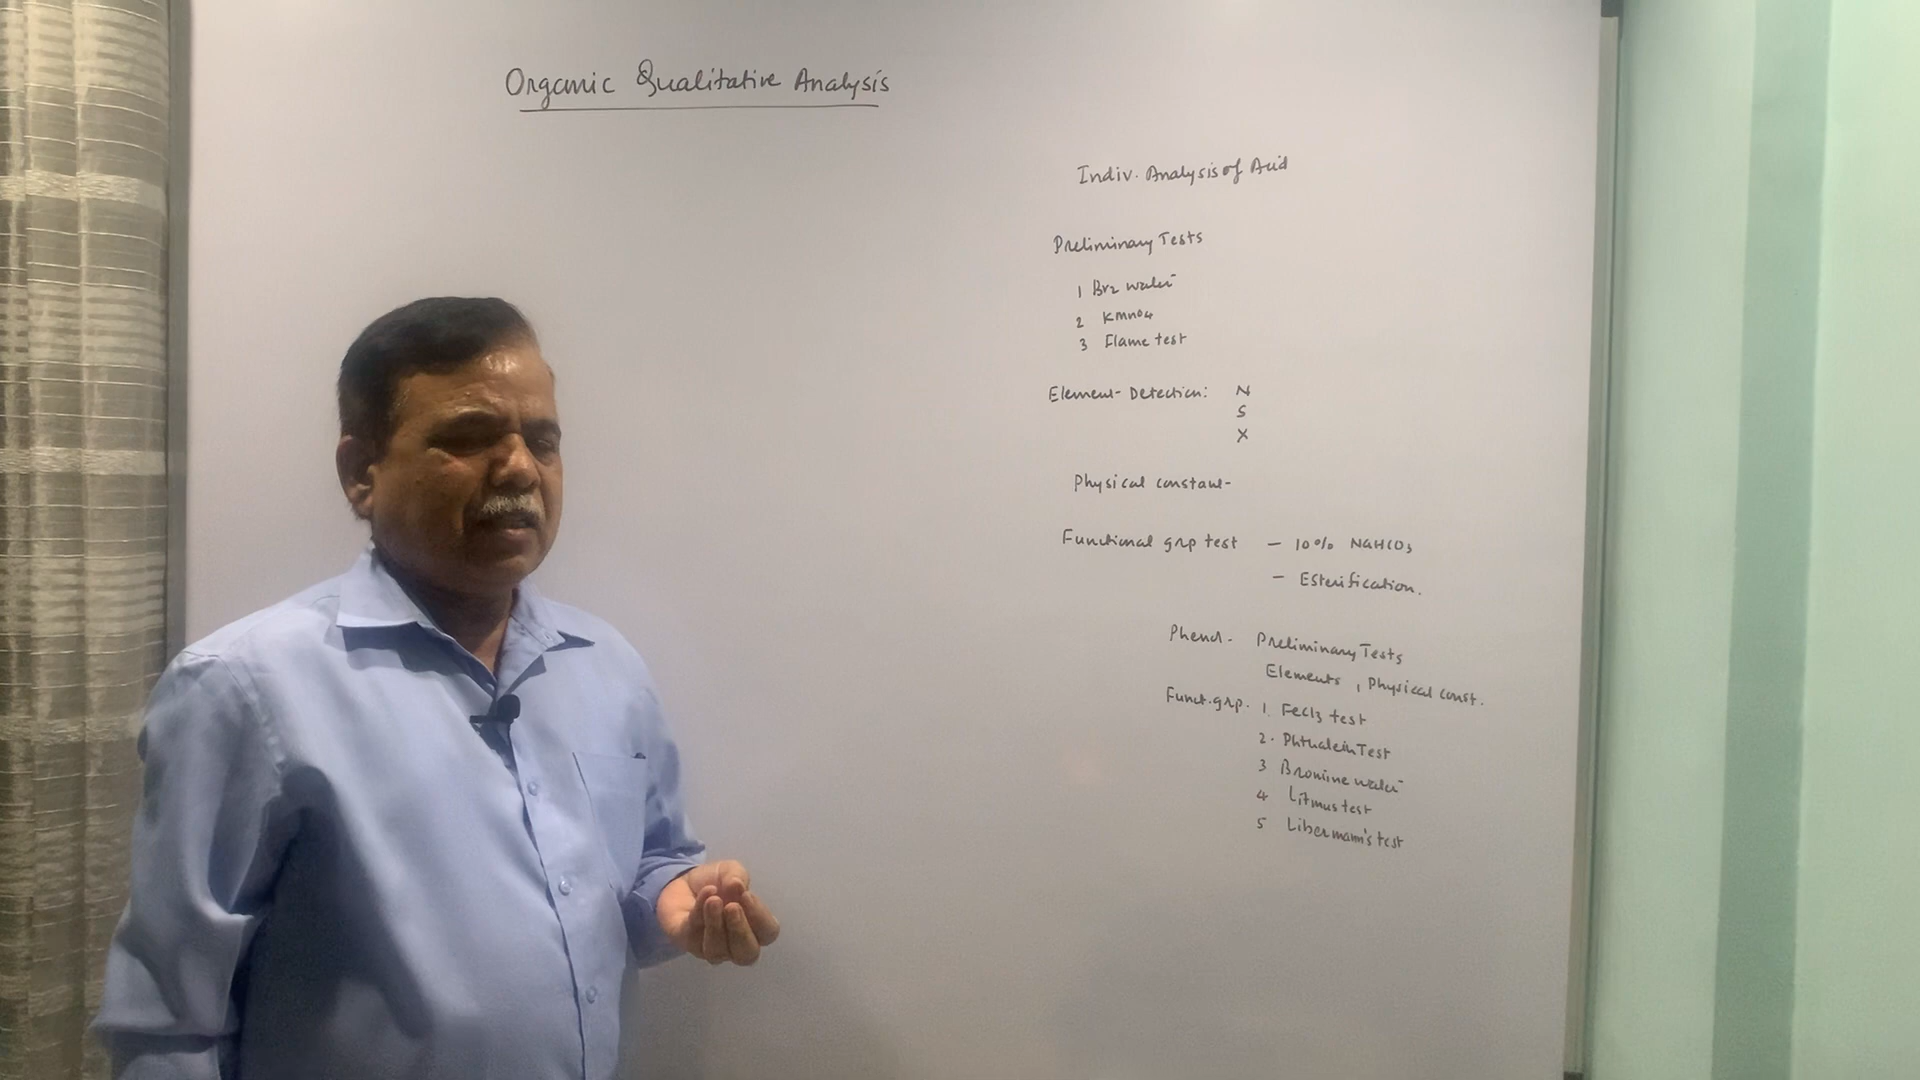 Organic Qualitative Analysis
Indiv. Analysis of Acid
Preliminary Tests
1 Br2 water
2 KMnO4
3 Flame test
Element Detection: N
S
X
Physical constant
Functional grp test - 10% NaHCO3
- Esterification.
Phenol - Preliminary Tests
Elements, Physical const.
Funct. grp. 1. FeCl3 test
2. Phthalein Test
3 Bromine water
4 Litmus test
5 Libermann's test